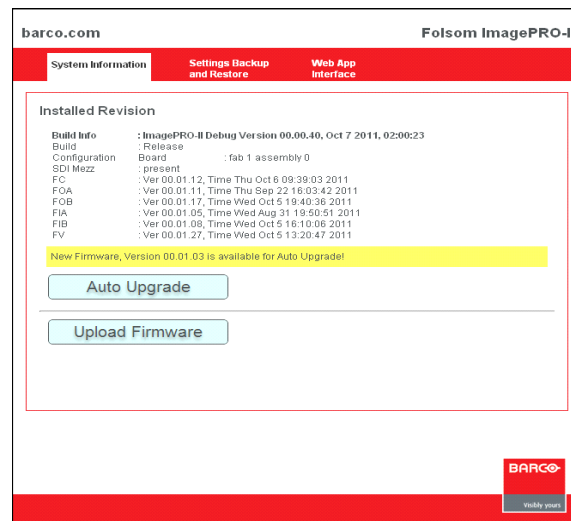 barco.com
Folsom ImagePRO-I
System Information
Settings Backup
and Restore
Web App
Interface
Installed Revision
Build Info : ImagePRO-II Debug Version 00.00.40, Oct 7 2011, 02:00:23
Build : Release
Configuration Board : fab 1 assembly 0
SDI Mezz : present
FC : Ver 00.01.12, Time Thu Oct 6 09:39:03 2011
FOA : Ver 00.01.11, Time Thu Sep 22 16:03:42 2011
FOB : Ver 00.01.17, Time Wed Oct 5 19:40:36 2011
FIA : Ver 00.01.05, Time Wed Aug 31 19:50:51 2011
FIB : Ver 00.01.08, Time Wed Oct 5 16:10:06 2011
FV : Ver 00.01.27, Time Wed Oct 5 13:20:47 2011
New Firmware, Version 00.01.03 is available for Auto Upgrade!
Auto Upgrade
Upload Firmware
BARCO
Visibly yours